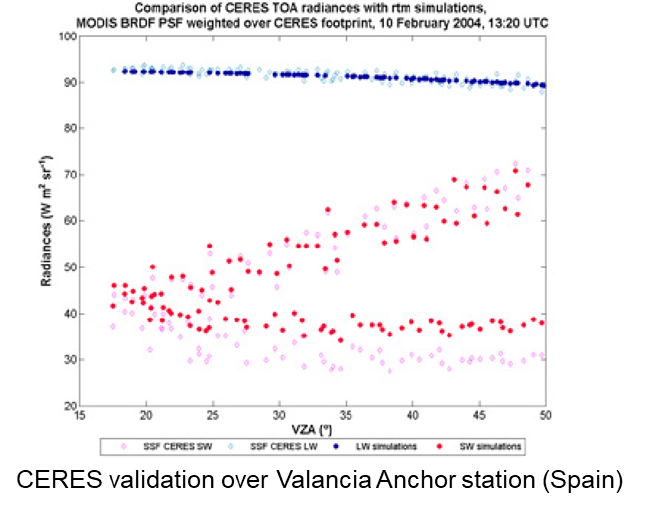 Comparison of CERES TOA radiances with rtm simulations,
MODIS BRDF PSF weighted over CERES footprint, 10 February 2004, 13:20 UTC
100
90
80
70
60
50
40
30
20
Radiances (W m² sr⁻¹)
15 20 25 30 35 40 45 50
VZA (°)
SSF CERES SW SSF CERES LW LW simulations SW simulations
CERES validation over Valancia Anchor station (Spain)